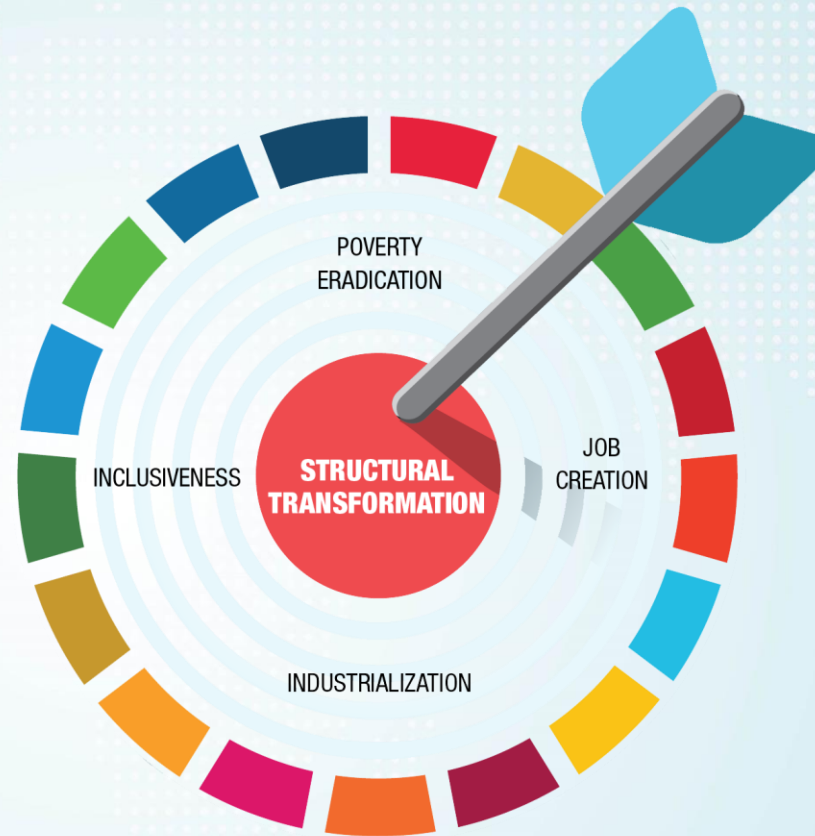 POVERTY
ERADICATION
INCLUSIVENESS
STRUCTURAL
TRANSFORMATION
JOB
CREATION
INDUSTRIALIZATION